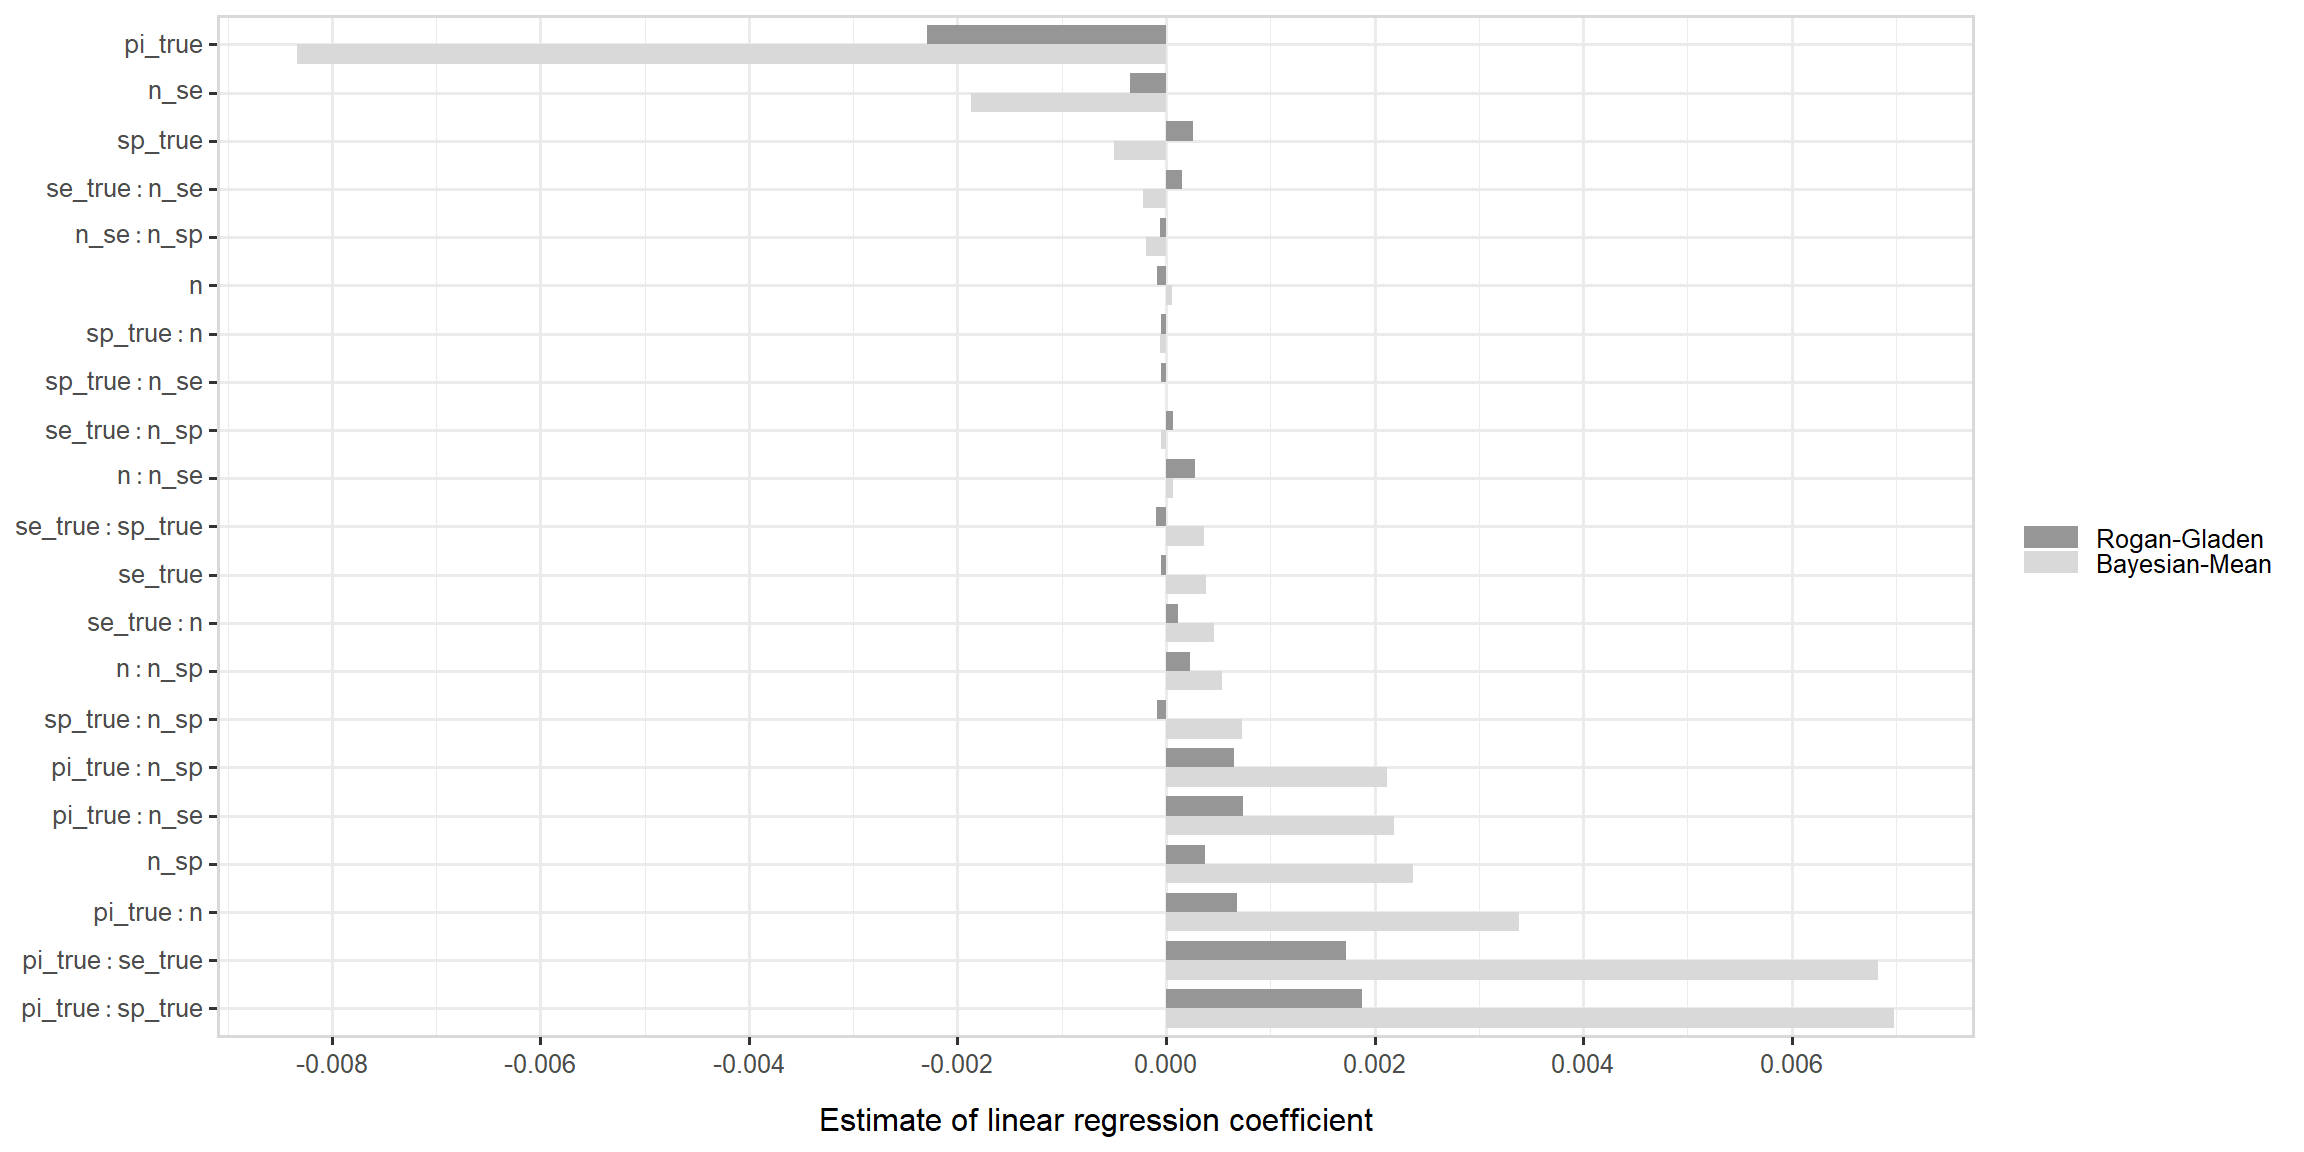 pi_true
n_se
sp_true
se_true : n_se
n_se : n_sp
n
sp_true : n
sp_true : n_se
se_true : n_sp
n : n_se
se_true : sp_true
se_true
se_true : n
n : n_sp
sp_true : n_sp
pi_true : n_sp
pi_true : n_se
n_sp
pi_true : n
pi_true : se_true
pi_true : sp_true
-0.008 -0.006 -0.004 -0.002 0.000 0.002 0.004 0.006
Estimate of linear regression coefficient
Rogan-Gladen
Bayesian-Mean